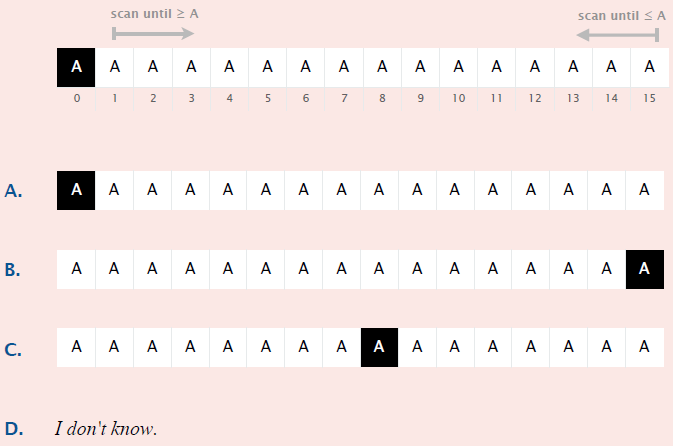 scan until ≥ A scan until ≤ A
A A A A A A A A A A A A A A A A
0 1 2 3 4 5 6 7 8 9 10 11 12 13 14 15
A. A A A A A A A A A A A A A A A A
B. A A A A A A A A A A A A A A A A
C. A A A A A A A A A A A A A A A A
D. I don't know.